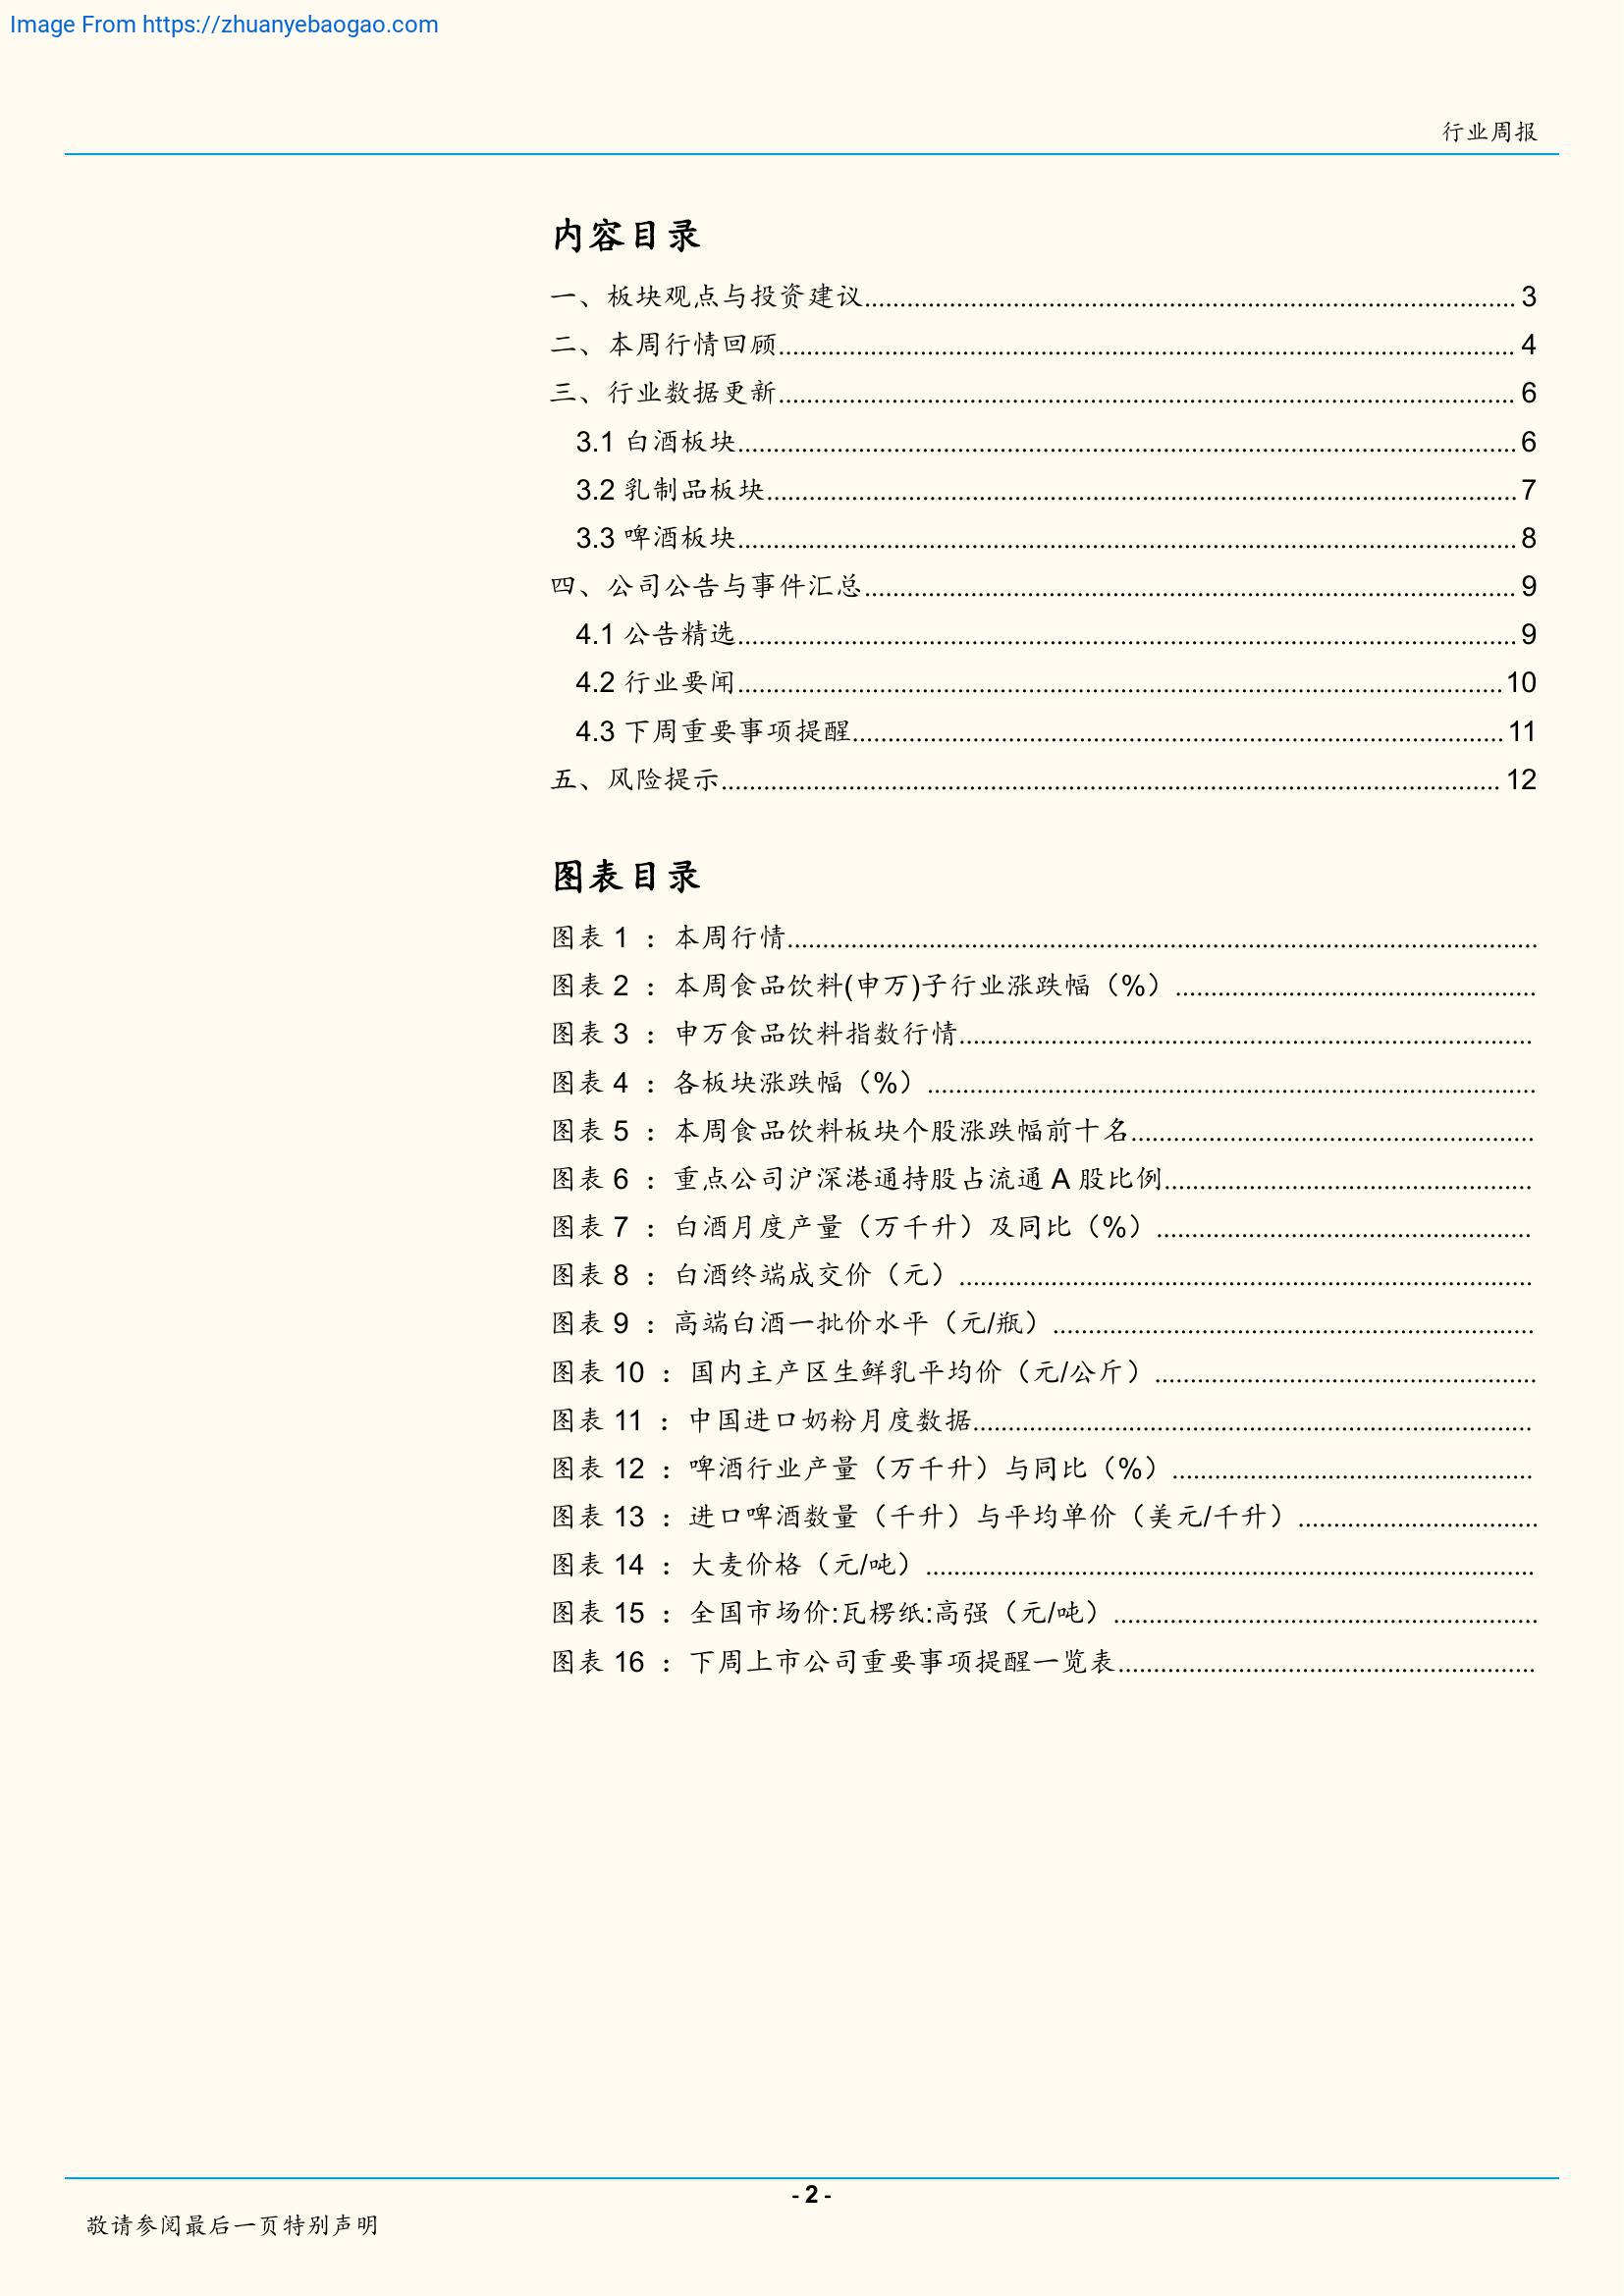 Image From https://zhuanyebaogao.com
行业周报
内容目录
一、板块观点与投资建议 3
二、本周行情回顾 4
三、行业数据更新 6
3.1 白酒板块 6
3.2 乳制品板块 7
3.3 啤酒板块 8
四、公司公告与事件汇总 9
4.1 公告精选 9
4.2 行业要闻 10
4.3 下周重要事项提醒 11
五、风险提示 12
图表目录
图表 1 ：本周行情
图表 2 ：本周食品饮料(申万)子行业涨跌幅（%）
图表 3 ：申万食品饮料指数行情
图表 4 ：各板块涨跌幅（%）
图表 5 ：本周食品饮料板块个股涨跌幅前十名
图表 6 ：重点公司沪深港通持股占流通 A 股比例
图表 7 ：白酒月度产量（万千升）及同比（%）
图表 8 ：白酒终端成交价（元）
图表 9 ：高端白酒一批价水平（元/瓶）
图表 10 ：国内主产区生鲜乳平均价（元/公斤）
图表 11 ：中国进口奶粉月度数据
图表 12 ：啤酒行业产量（万千升）与同比（%）
图表 13 ：进口啤酒数量（千升）与平均单价（美元/千升）
图表 14 ：大麦价格（元/吨）
图表 15 ：全国市场价:瓦楞纸:高强（元/吨）
图表 16 ：下周上市公司重要事项提醒一览表
- 2 -
敬请参阅最后一页特别声明